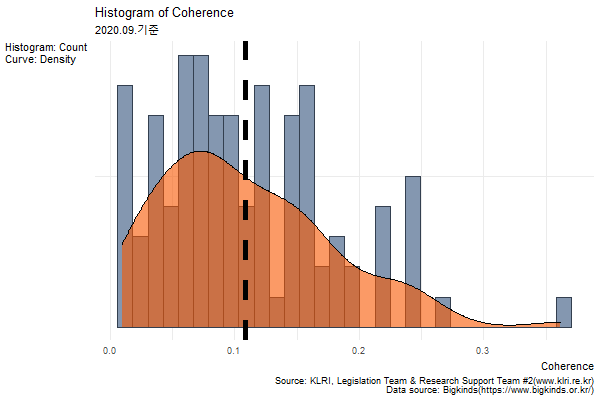 Histogram of Coherence
2020.09.기준
Histogram: Count
Curve: Density
0.0 0.1 0.2 0.3
Coherence
Source: KLRI, Legislation Team & Research Support Team #2(www.klri.re.kr)
Data source: Bigkinds(https://www.bigkinds.or.kr/)